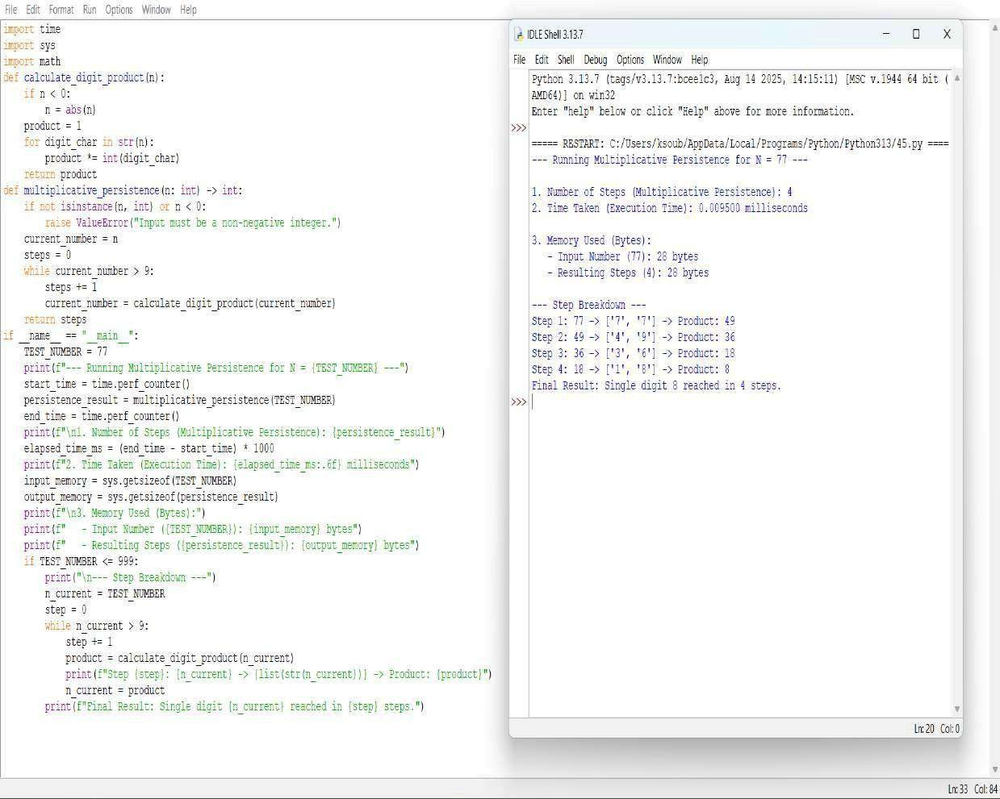 File Edit Format Run Options Window Help
import time
import sys
import math
def calculate_digit_product(n):
    if n < 0:
        n = abs(n)
    product = 1
    for digit_char in str(n):
        product *= int(digit_char)
    return product
def multiplicative_persistence(n: int) -> int:
    if not isinstance(n, int) or n < 0:
        raise ValueError("Input must be a non-negative integer.")
    current_number = n
    steps = 0
    while current_number > 9:
        steps += 1
        current_number = calculate_digit_product(current_number)
    return steps
if __name__ == "__main__":
    TEST_NUMBER = 77
    print(f"--- Running Multiplicative Persistence for N = {TEST_NUMBER} ---")
    start_time = time.perf_counter()
    persistence_result = multiplicative_persistence(TEST_NUMBER)
    end_time = time.perf_counter()
    print(f"\n1. Number of Steps (Multiplicative Persistence): {persistence_result}")
    elapsed_time_ms = (end_time - start_time) * 1000
    print(f"2. Time Taken (Execution Time): {elapsed_time_ms:.6f} milliseconds")
    input_memory = sys.getsizeof(TEST_NUMBER)
    output_memory = sys.getsizeof(persistence_result)
    print(f"\n3. Memory Used (Bytes):")
    print(f"   - Input Number ({TEST_NUMBER}): {input_memory} bytes")
    print(f"   - Resulting Steps ({persistence_result}): {output_memory} bytes")
    if TEST_NUMBER <= 999:
        print("\n--- Step Breakdown ---")
        n_current = TEST_NUMBER
        step = 0
        while n_current > 9:
            step += 1
            product = calculate_digit_product(n_current)
            print(f"Step {step}: {n_current} -> {list(str(n_current))} -> Product: {product}")
            n_current = product
        print(f"Final Result: Single digit {n_current} reached in {step} steps.")
Ln: 33 Col: 84
IDLE Shell 3.13.7
File Edit Shell Debug Options Window Help
Python 3.13.7 (tags/v3.13.7:bcee1c3, Aug 14 2025, 14:15:11) [MSC v.1944 64 bit (
AMD64)] on win32
Enter "help" below or click "Help" above for more information.
>>>
===== RESTART: C:/Users/ksoub/AppData/Local/Programs/Python/Python313/45.py ====
--- Running Multiplicative Persistence for N = 77 ---
1. Number of Steps (Multiplicative Persistence): 4
2. Time Taken (Execution Time): 0.009500 milliseconds
3. Memory Used (Bytes):
   - Input Number (77): 28 bytes
   - Resulting Steps (4): 28 bytes
--- Step Breakdown ---
Step 1: 77 -> ['7', '7'] -> Product: 49
Step 2: 49 -> ['4', '9'] -> Product: 36
Step 3: 36 -> ['3', '6'] -> Product: 18
Step 4: 18 -> ['1', '8'] -> Product: 8
Final Result: Single digit 8 reached in 4 steps.
>>>
Ln: 20 Col: 0